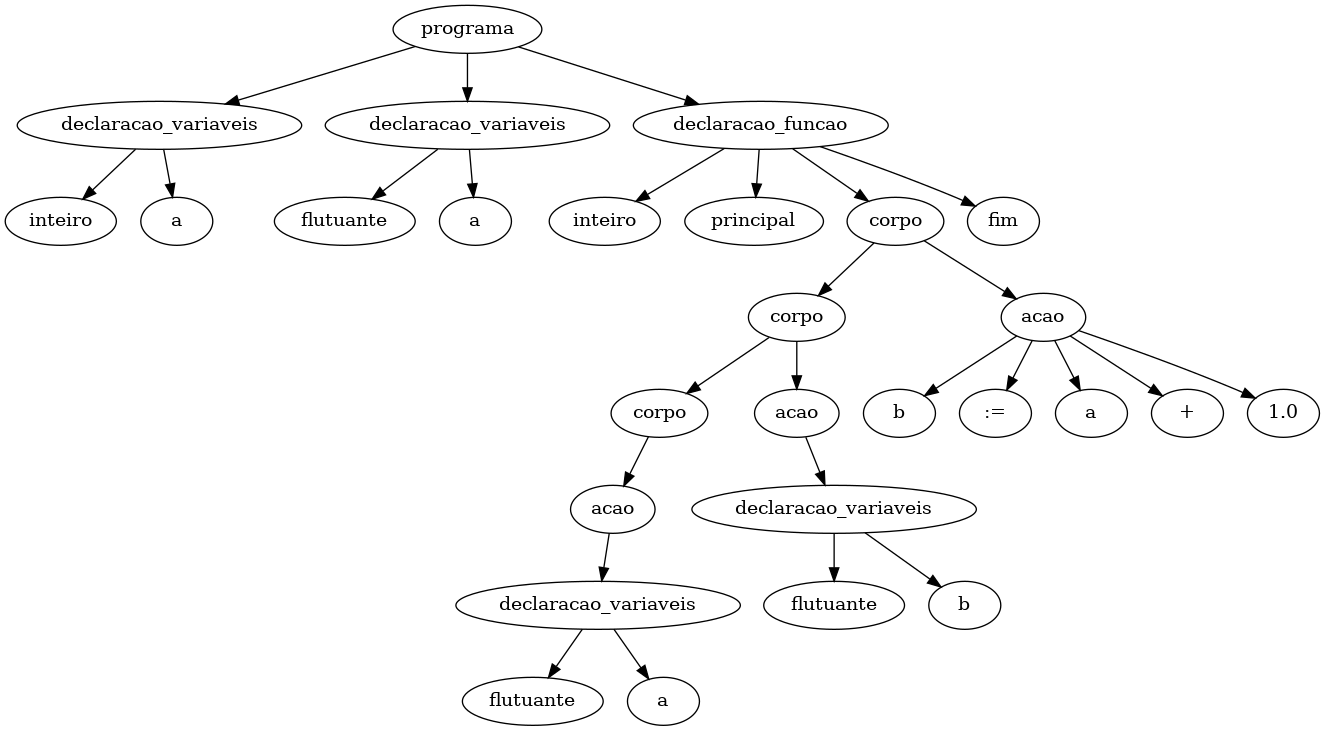 programa
declaracao_variaveis
declaracao_variaveis
declaracao_funcao
inteiro
a
flutuante
a
inteiro
principal
corpo
fim
corpo
acao
corpo
acao
b
:=
a
+
1.0
acao
declaracao_variaveis
declaracao_variaveis
flutuante
b
flutuante
a